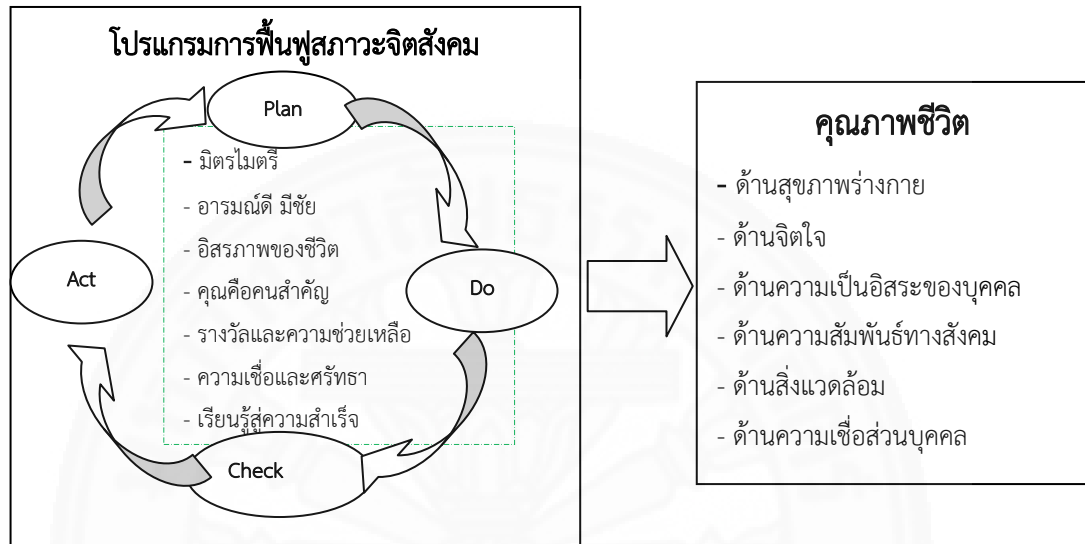 โปรแกรมการฟื้นฟูสภาวะจิตสังคม
Plan
- มิตรไมตรี
- อารมณ์ดี มีชัย
- อิสรภาพของชีวิต
- คุณคือคนสำคัญ
- รางวัลและความช่วยเหลือ
- ความเชื่อและศรัทธา
- เรียนรู้สู่ความสำเร็จ
Act
Do
Check
คุณภาพชีวิต
- ด้านสุขภาพร่างกาย
- ด้านจิตใจ
- ด้านความเป็นอิสระของบุคคล
- ด้านความสัมพันธ์ทางสังคม
- ด้านสิ่งแวดล้อม
- ด้านความเชื่อส่วนบุคคล